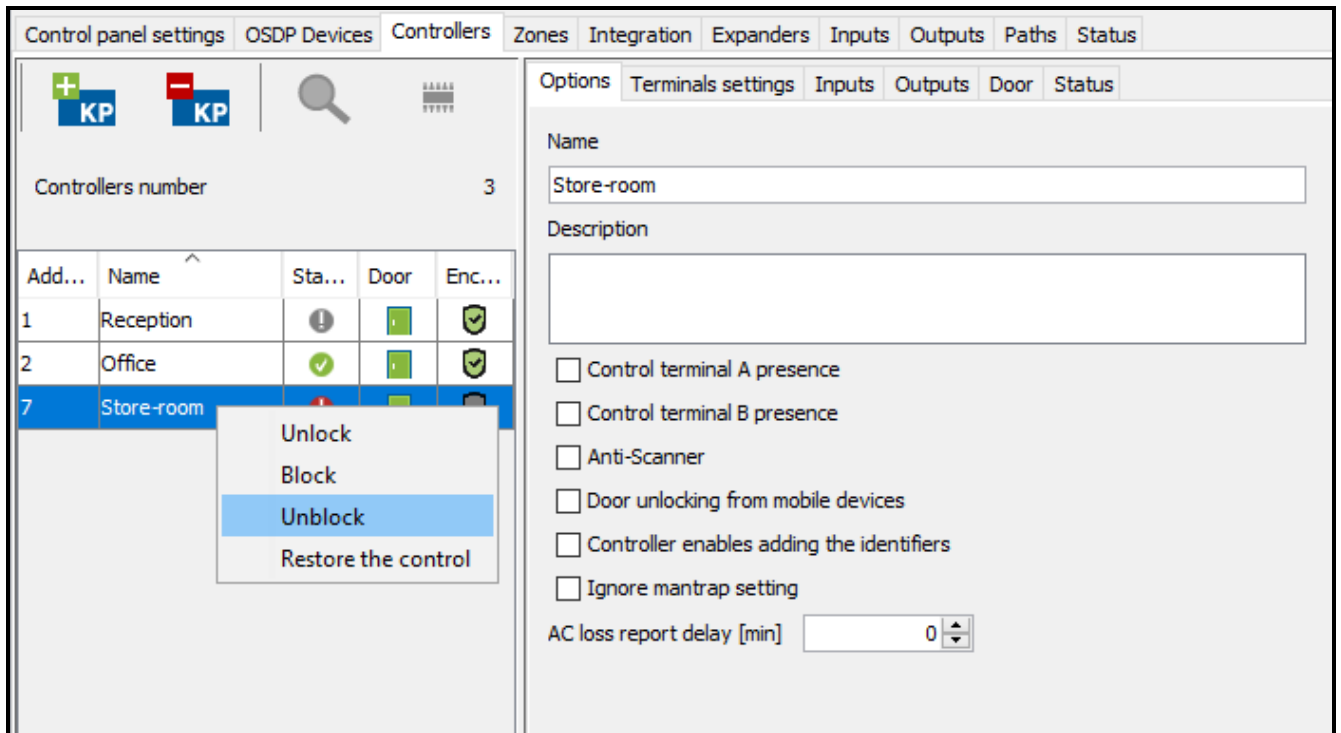 Control panel settings OSDP Devices Controllers Zones Integration Expanders Inputs Outputs Paths Status
KP KP
Controllers number 3
Add... Name Sta... Door Enc...
1 Reception
2 Office
7 Store-room
Unlock
Block
Unblock
Restore the control
Options Terminals settings Inputs Outputs Door Status
Name
Store-room
Description
Control terminal A presence
Control terminal B presence
Anti-Scanner
Door unlocking from mobile devices
Controller enables adding the identifiers
Ignore mantrap setting
AC loss report delay [min] 0